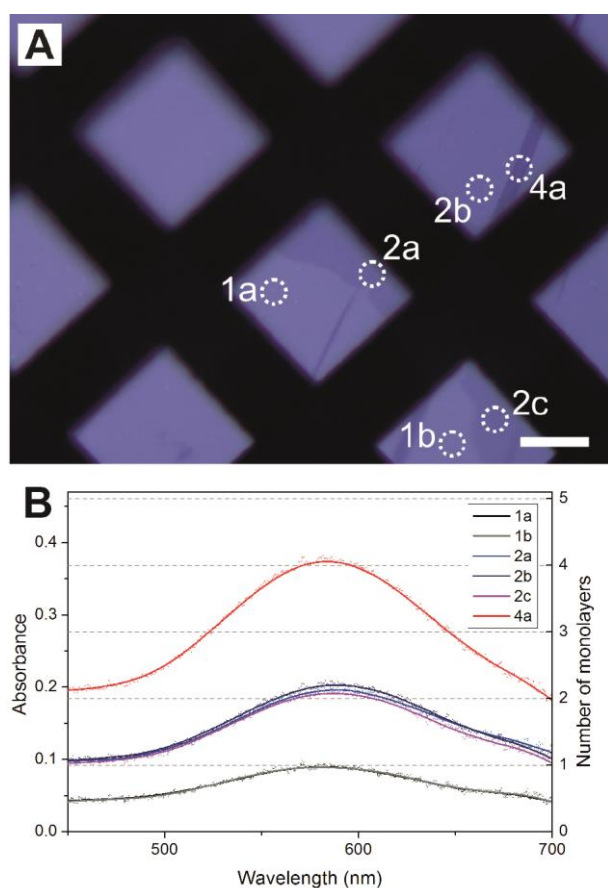 A
4a
2b
2a
1a
2c
1b
B
5
1a
1b
0.4
2a
4
2b
2c
4a
0.3
3
Absorbance
Number of monolayers
0.2
2
0.1
1
0.0
0
500
600
700
Wavelength (nm)